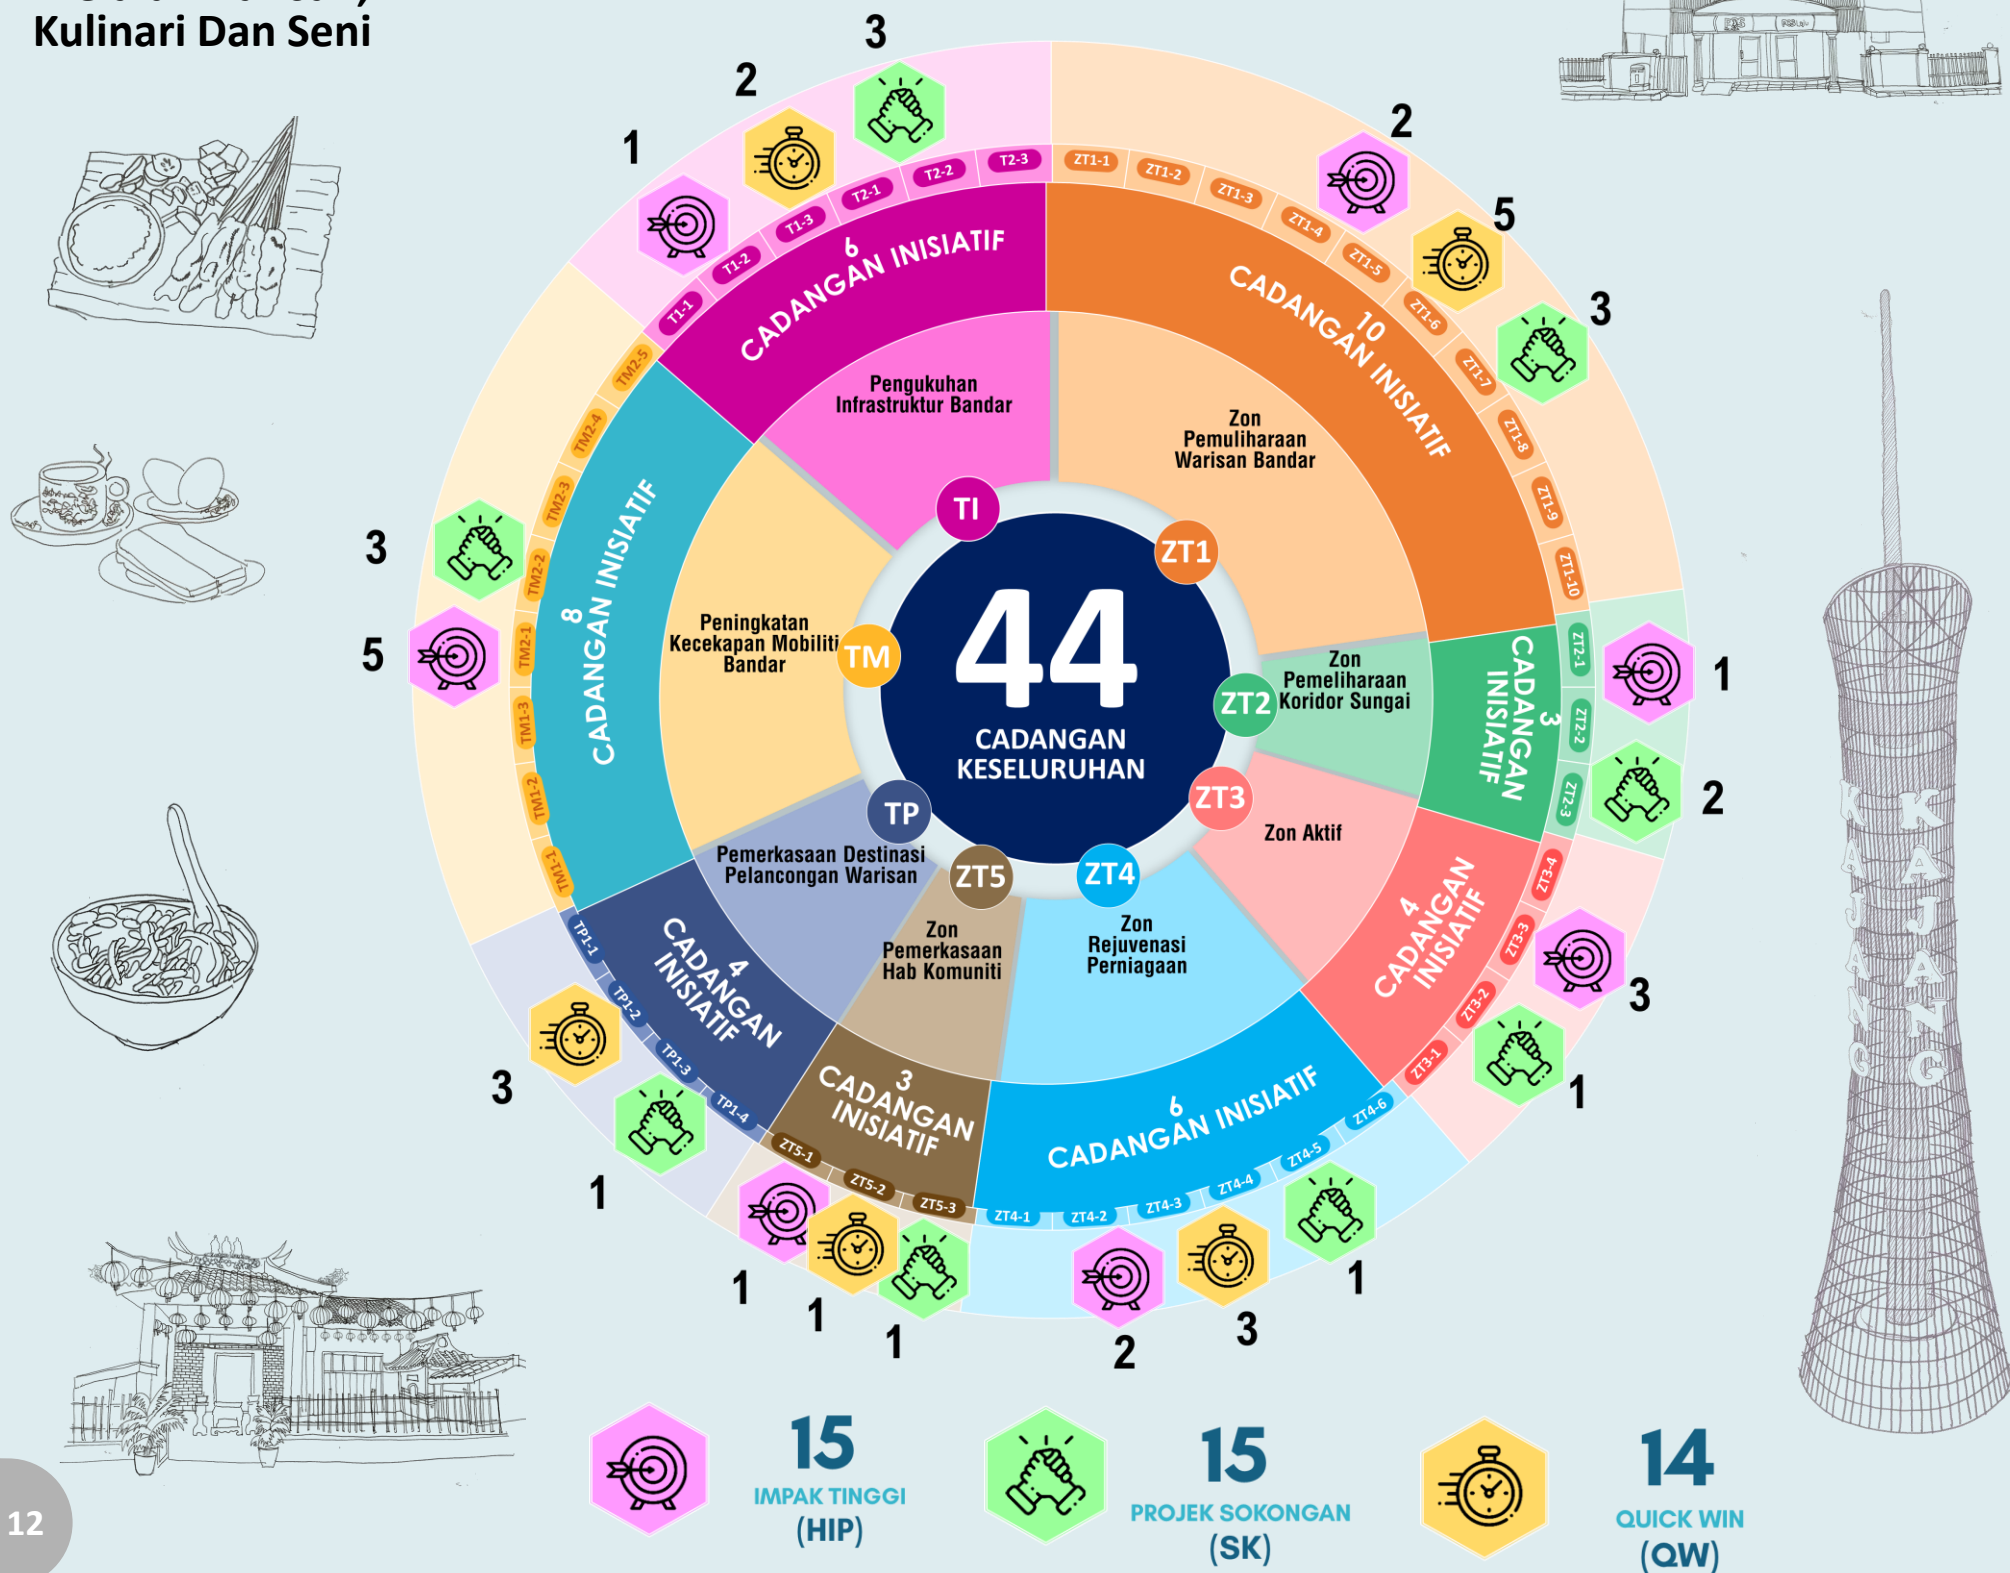 Kulinari Dan Seni
3
2
1
2
5
3
T1-1
T1-2
T1-3
T2-1
T2-2
T2-3
ZT1-1
ZT1-2
ZT1-3
ZT1-4
ZT1-5
ZT1-6
ZT1-7
ZT1-8
ZT1-9
ZT1-10
6
CADANGAN INISIATIF
10
CADANGAN INISIATIF
Pengukuhan
Infrastruktur Bandar
Zon
Pemuliharaan
Warisan Bandar
TI
ZT1
TM2-5
TM2-4
TM2-3
TM2-2
TM2-1
TM1-3
TM1-2
TM1-1
3
5
8
CADANGAN INISIATIF
Peningkatan
Kecekapan Mobiliti
Bandar
TM
44
CADANGAN
KESELURUHAN
ZT2
Zon
Pemeliharaan
Koridor Sungai
3
CADANGAN
INISIATIF
ZT2-1
ZT2-2
ZT2-3
1
2
ZT3
Zon Aktif
4
CADANGAN
INISIATIF
ZT3-4
ZT3-3
ZT3-2
ZT3-1
3
1
TP
Pemerkasaan Destinasi
Pelancongan Warisan
4
CADANGAN
INISIATIF
TP1-1
TP1-2
TP1-3
TP1-4
3
1
ZT5
Zon
Pemerkasaan
Hab Komuniti
3
CADANGAN
INISIATIF
ZT5-1
ZT5-2
ZT5-3
1
1
1
ZT4
Zon
Rejuvenasi
Perniagaan
6
CADANGAN INISIATIF
ZT4-1
ZT4-2
ZT4-3
ZT4-4
ZT4-5
ZT4-6
2
3
1
KAJANG
KAJANG
15
IMPAK TINGGI
(HIP)
15
PROJEK SOKONGAN
(SK)
14
QUICK WIN
(QW)
12